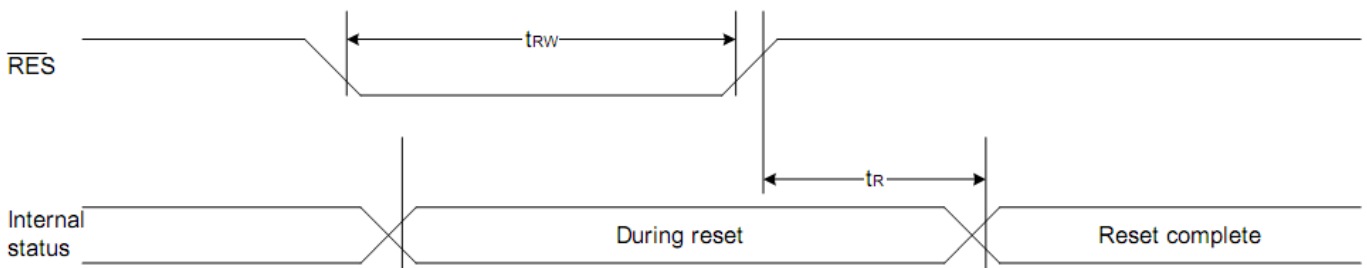 RES
tRW
tR
Internal
status
During reset
Reset complete